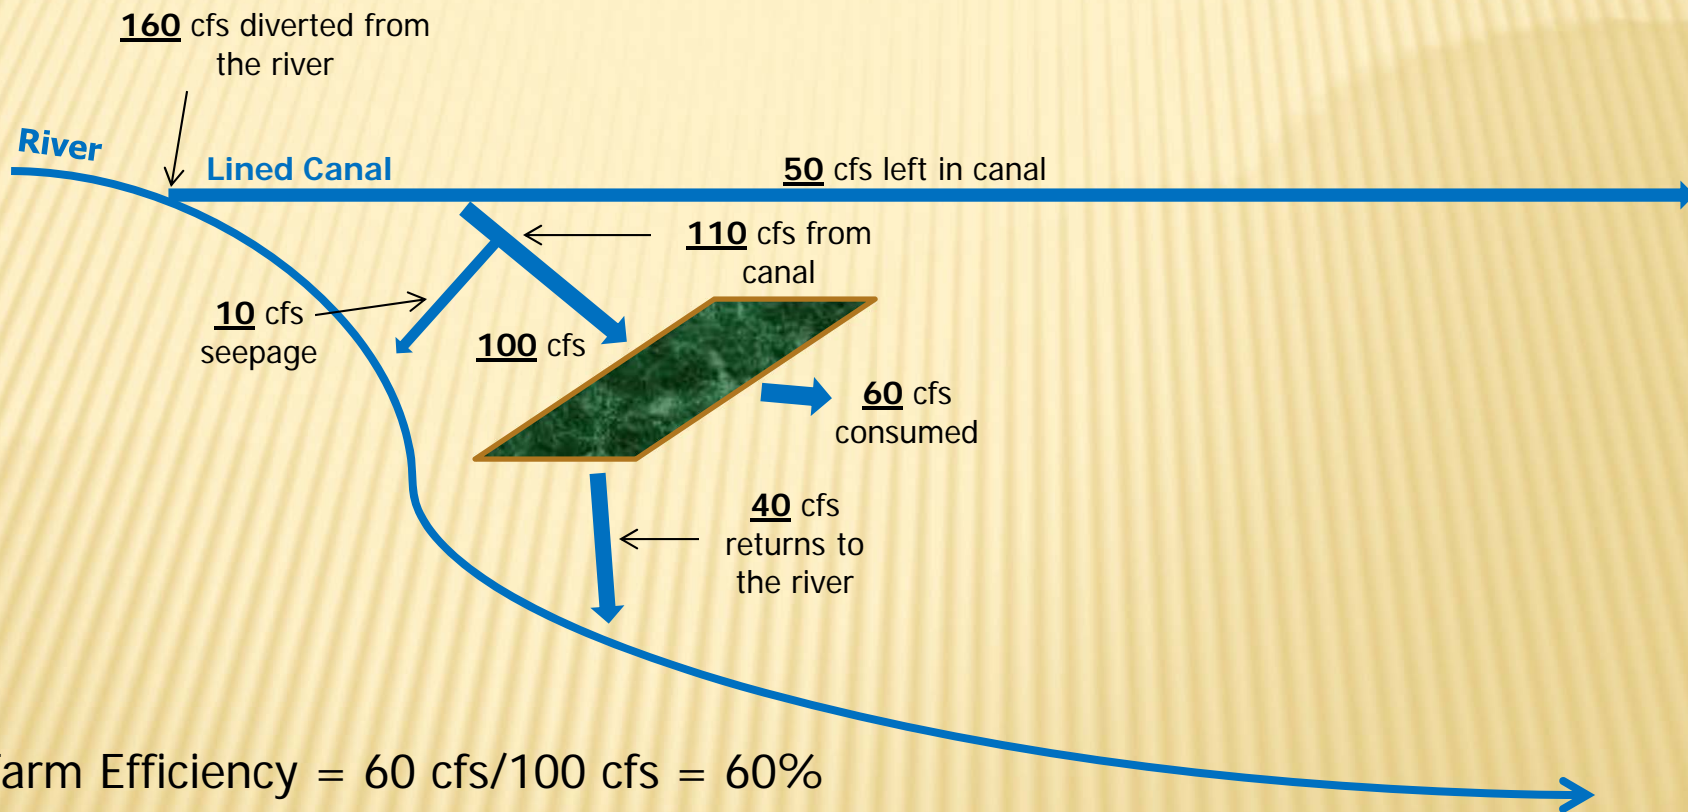 160 cfs diverted from
the river
River
Lined Canal
50 cfs left in canal
110 cfs from
canal
10 cfs
seepage
100 cfs
60 cfs
consumed
40 cfs
returns to
the river
arm Efficiency = 60 cfs/100 cfs = 60%